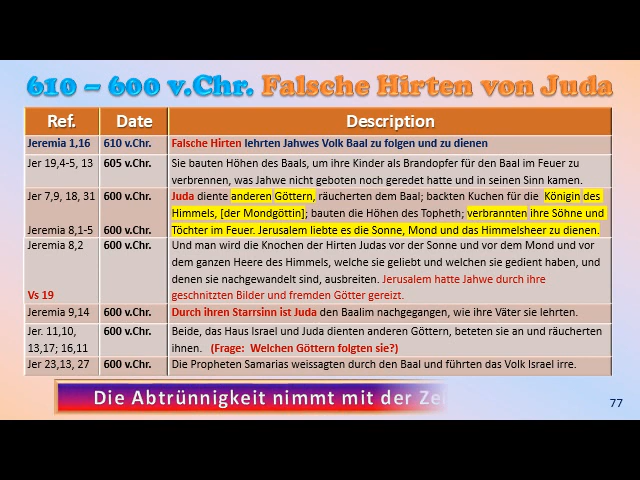 610 – 600 v.Chr. Falsche Hirten von Juda
Ref. Date Description
Jeremia 1,16 610 v.Chr. Falsche Hirten lehrten Jahwes Volk Baal zu folgen und zu dienen
Jer 19,4-5, 13 605 v.Chr. Sie bauten Höhen des Baals, um ihre Kinder als Brandopfer für den Baal im Feuer zu
verbrennen, was Jahwe nicht geboten noch geredet hatte und in seinen Sinn kamen.
Jer 7,9, 18, 31 600 v.Chr. Juda diente anderen Göttern, räucherten dem Baal; backten Kuchen für die Königin des
Himmels, [der Mondgöttin]; bauten die Höhen des Topheth; verbrannten ihre Söhne und
Jeremia 8,1-5 600 v.Chr. Töchter im Feuer. Jerusalem liebte es die Sonne, Mond und das Himmelsheer zu dienen.
Jeremia 8,2 600 v.Chr. Und man wird die Knochen der Hirten Judas vor der Sonne und vor dem Mond und vor
dem ganzen Heere des Himmels, welche sie geliebt und welchen sie gedient haben, und
denen sie nachgewandelt sind, ausbreiten. Jerusalem hatte Jahwe durch ihre
Vs 19 geschnitzten Bilder und fremden Götter gereizt.
Jeremia 9,14 600 v.Chr. Durch ihren Starrsinn ist Juda den Baalim nachgegangen, wie ihre Väter sie lehrten.
Jer. 11,10, 600 v.Chr. Beide, das Haus Israel und Juda dienten anderen Göttern, beteten sie an und räucherten
13,17; 16,11 ihnen. (Frage: Welchen Göttern folgten sie?)
Jer 23,13, 27 600 v.Chr. Die Propheten Samarias weissagten durch den Baal und führten das Volk Israel irre.
Die Abtrünnigkeit nimmt mit der Zei
77